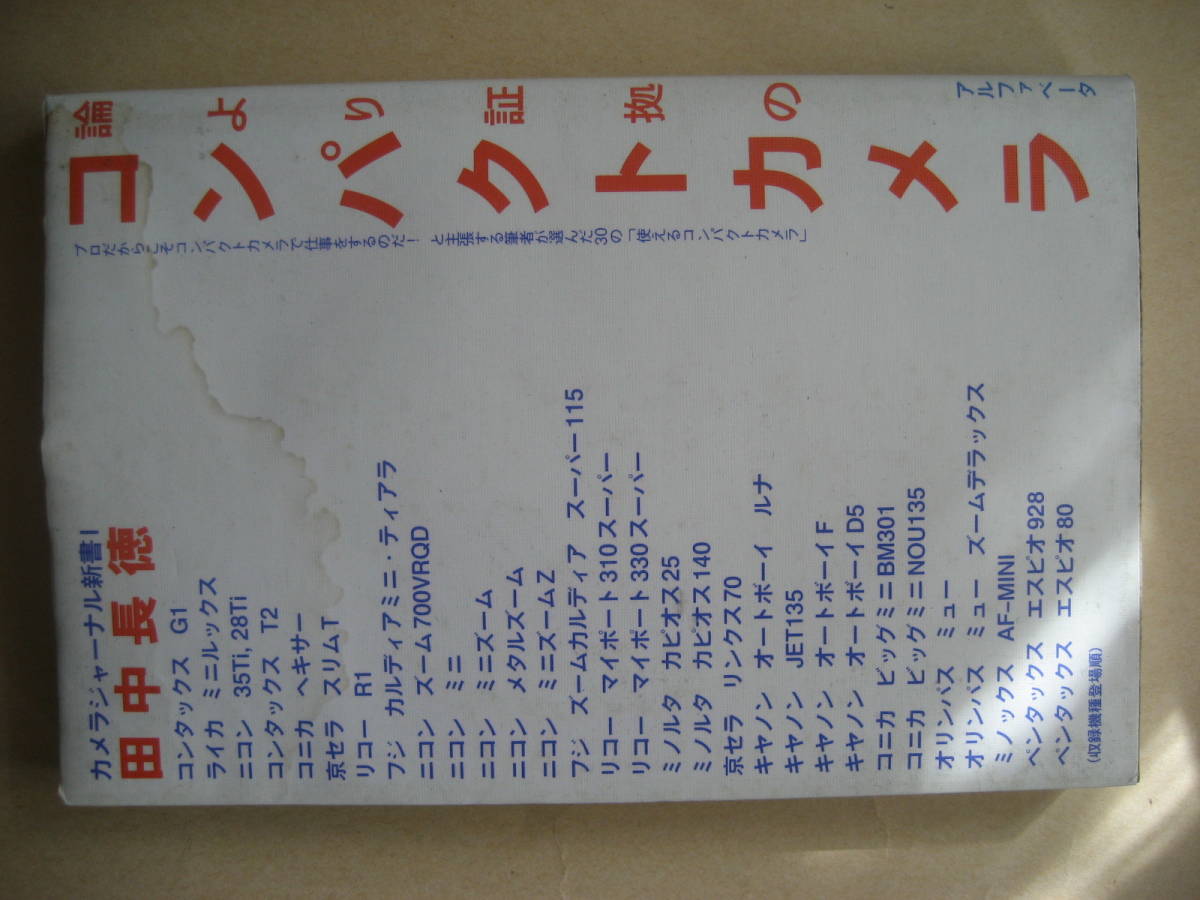 論より証拠の
コンパクトカメラ
アルファベータ
プロだからこそコンパクトカメラで仕事をするのだ! と主張する筆者が選んだ30の「使えるコンパクトカメラ」
カメラジャーナル新書1
田中長徳
コンタックス G1
ライカ ミニルックス
ニコン 35Ti, 28Ti
コンタックス T2
コニカ ヘキサー
京セラ スリムT
リコー R1
フジ カルディアミニ・ティアラ
ニコン ズーム700VRQD
ニコン ミニ
ニコン ミニズーム
ニコン メタルズーム
ニコン ミニズームZ
フジ ズームカルディア スーパー115
リコー マイポート310スーパー
リコー マイポート330スーパー
ミノルタ カピオス25
ミノルタ カピオス140
京セラ リンクス70
キヤノン オートボーイ ルナ
キヤノン JET135
キヤノン オートボーイF
キヤノン オートボーイD5
コニカ ビッグミニBM301
コニカ ビッグミニNOU135
オリンパス ミュー
オリンパス ミュー ズームデラックス
ミノックス AF-MINI
ペンタックス エスピオ928
ペンタックス エスピオ80
(収録機種登場順)